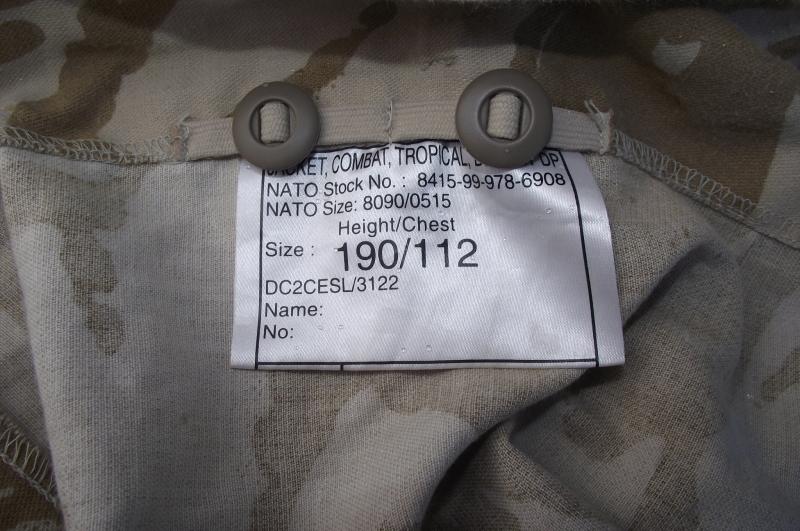 JACKET, COMBAT, TROPICAL, DP
NATO Stock No. : 8415-99-978-6908
NATO Size: 8090/0515
Height/Chest
Size : 190/112
DC2CESL/3122
Name:
No: